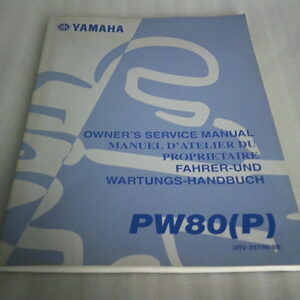 YAMAHA
OWNER'S SERVICE MANUAL
MANUEL D'ATELIER DU
PROPRIETAIRE
FAHRER-UND
WARTUNGS-HANDBUCH
PW80(P)